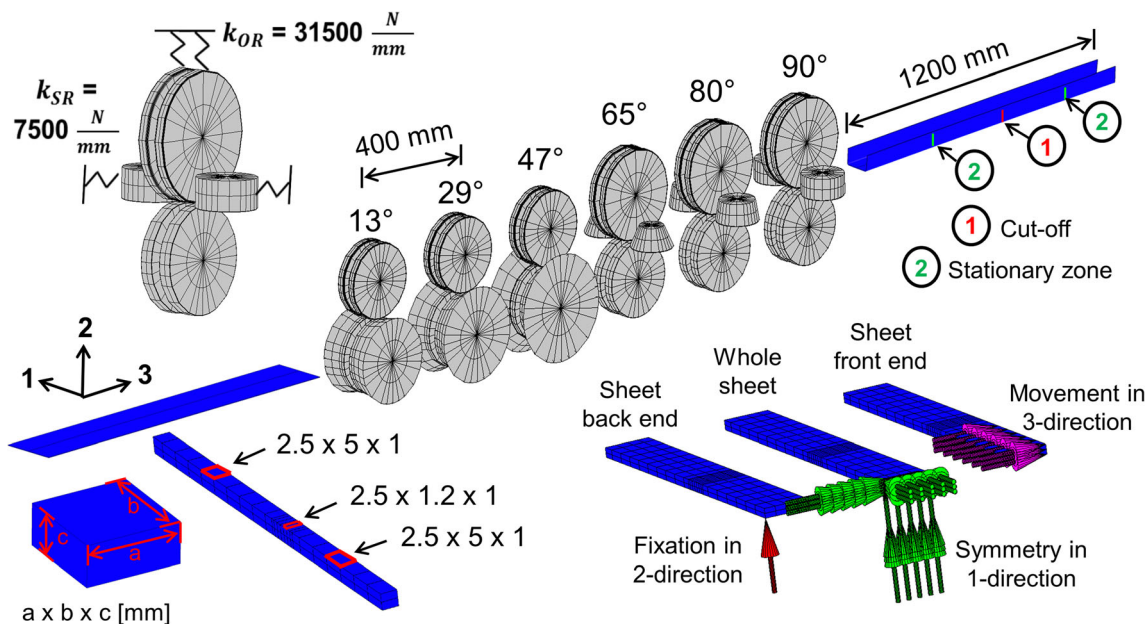 k_OR = 31500 N/mm
k_SR =
7500 N/mm
400 mm
13°
29°
47°
65°
80°
90°
1200 mm
2
1
2
1 Cut-off
2 Stationary zone
2
1
3
2.5 x 5 x 1
2.5 x 1.2 x 1
2.5 x 5 x 1
a
b
c
a x b x c [mm]
Sheet
back end
Whole
sheet
Sheet
front end
Movement in
3-direction
Fixation in
2-direction
Symmetry in
1-direction